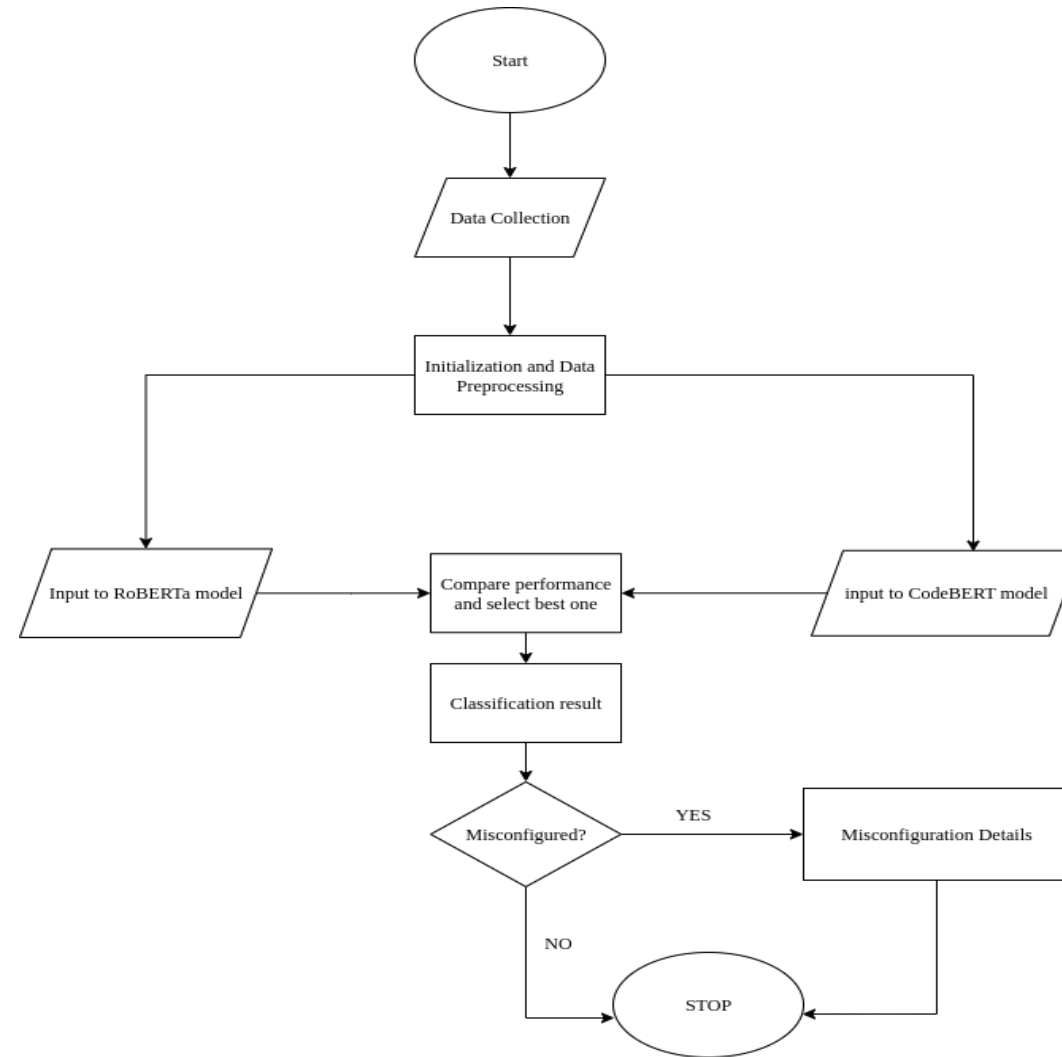 Start
Data Collection
Initialization and Data
Preprocessing
Input to RoBERTa model
Compare performance
and select best one
input to CodeBERT model
Classification result
Misconfigured?
YES
Misconfiguration Details
NO
STOP